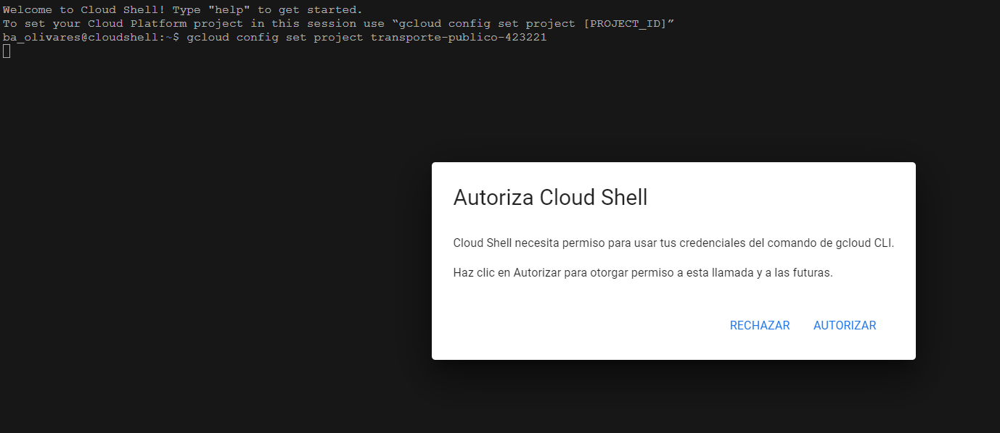 Welcome to Cloud Shell! Type "help" to get started.
To set your Cloud Platform project in this session use “gcloud config set project [PROJECT_ID]”
ba_olivares@cloudshell:~$ gcloud config set project transporte-publico-423221
Autoriza Cloud Shell
Cloud Shell necesita permiso para usar tus credenciales del comando de gcloud CLI.
Haz clic en Autorizar para otorgar permiso a esta llamada y a las futuras.
RECHAZAR AUTORIZAR